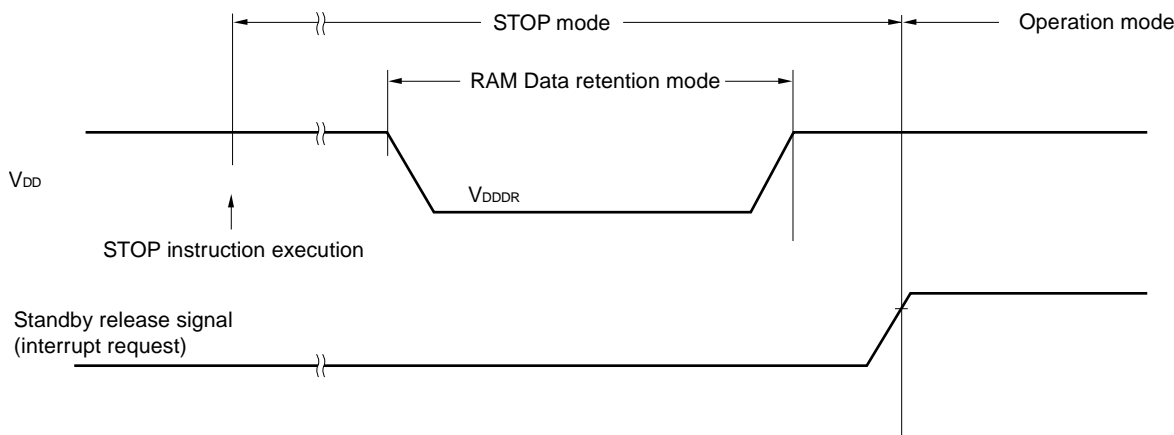 STOP mode
Operation mode
RAM Data retention mode
VDD
VDDDR
STOP instruction execution
Standby release signal
(interrupt request)